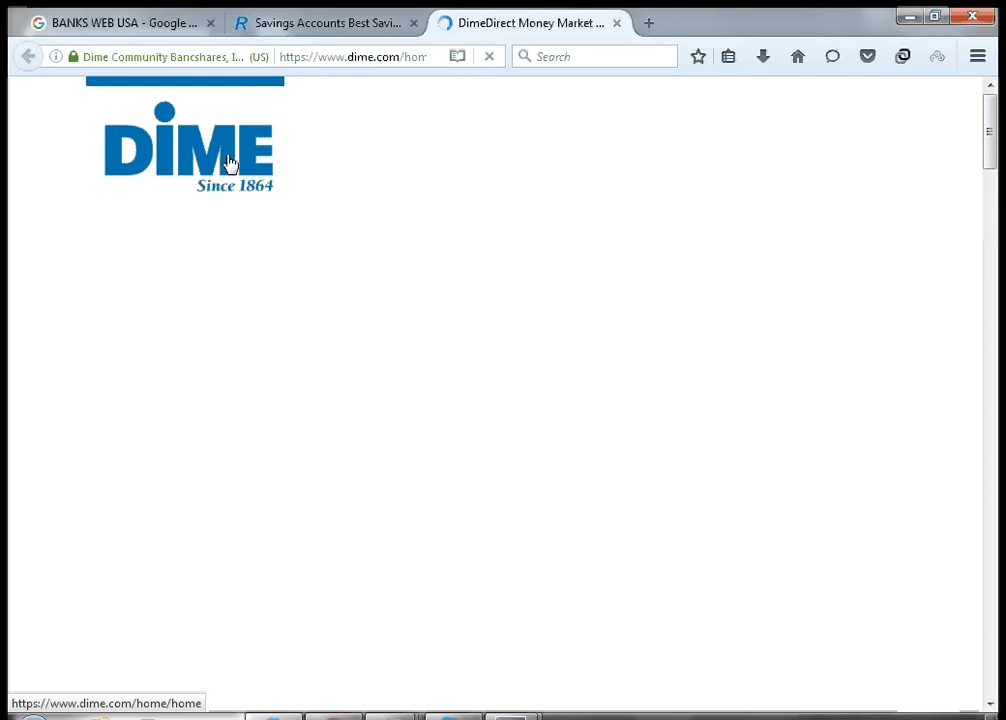 BANKS WEB USA - Google ...
Savings Accounts Best Savi...
DimeDirect Money Market ...
Dime Community Bancshares, I... (US)
https://www.dime.com/hom
Search
DiME
Since 1864
https://www.dime.com/home/home